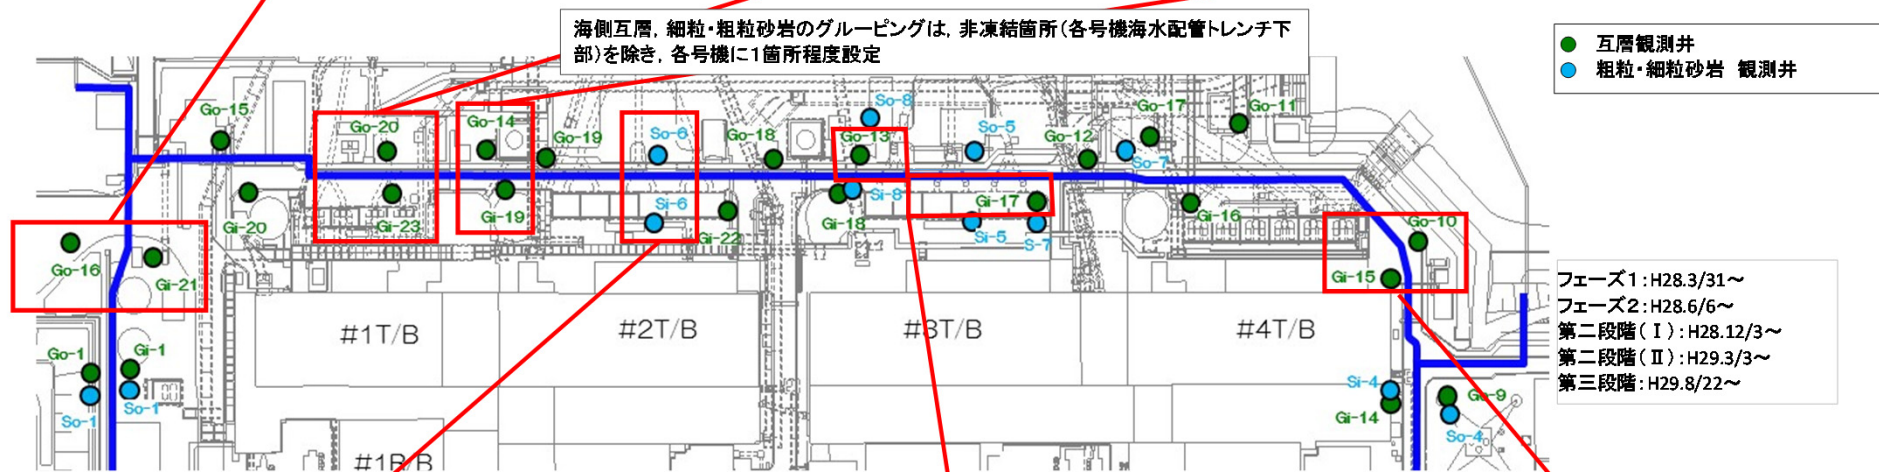 海側互層，細粒・粗粒砂岩のグルーピングは，非凍結箇所（各号機海水配管トレンチ下
部）を除き，各号機に1箇所程度設定
互層観測井
粗粒・細粒砂岩　観測井
Go-15
Go-20
Go-14
Go-19
So-6
Go-18
So-8
Go-13
So-5
Go-12
Go-17
So-7
Go-11
Gi-20
Gi-23
Gi-19
Si-6
Gi-22
Gi-18
Si-8
Gi-17
Si-5
S-7
Gi-16
Go-10
Gi-15
Go-16
Gi-21
フェーズ1：H28.3/31～
フェーズ2：H28.6/6～
第二段階（Ⅰ）：H28.12/3～
第二段階（Ⅱ）：H29.3/3～
第三段階：H29.8/22～
#1T/B
#2T/B
#3T/B
#4T/B
Go-1
Gi-1
So-1
So-1
Si-4
Gi-14
Go-9
So-4
#1R/B